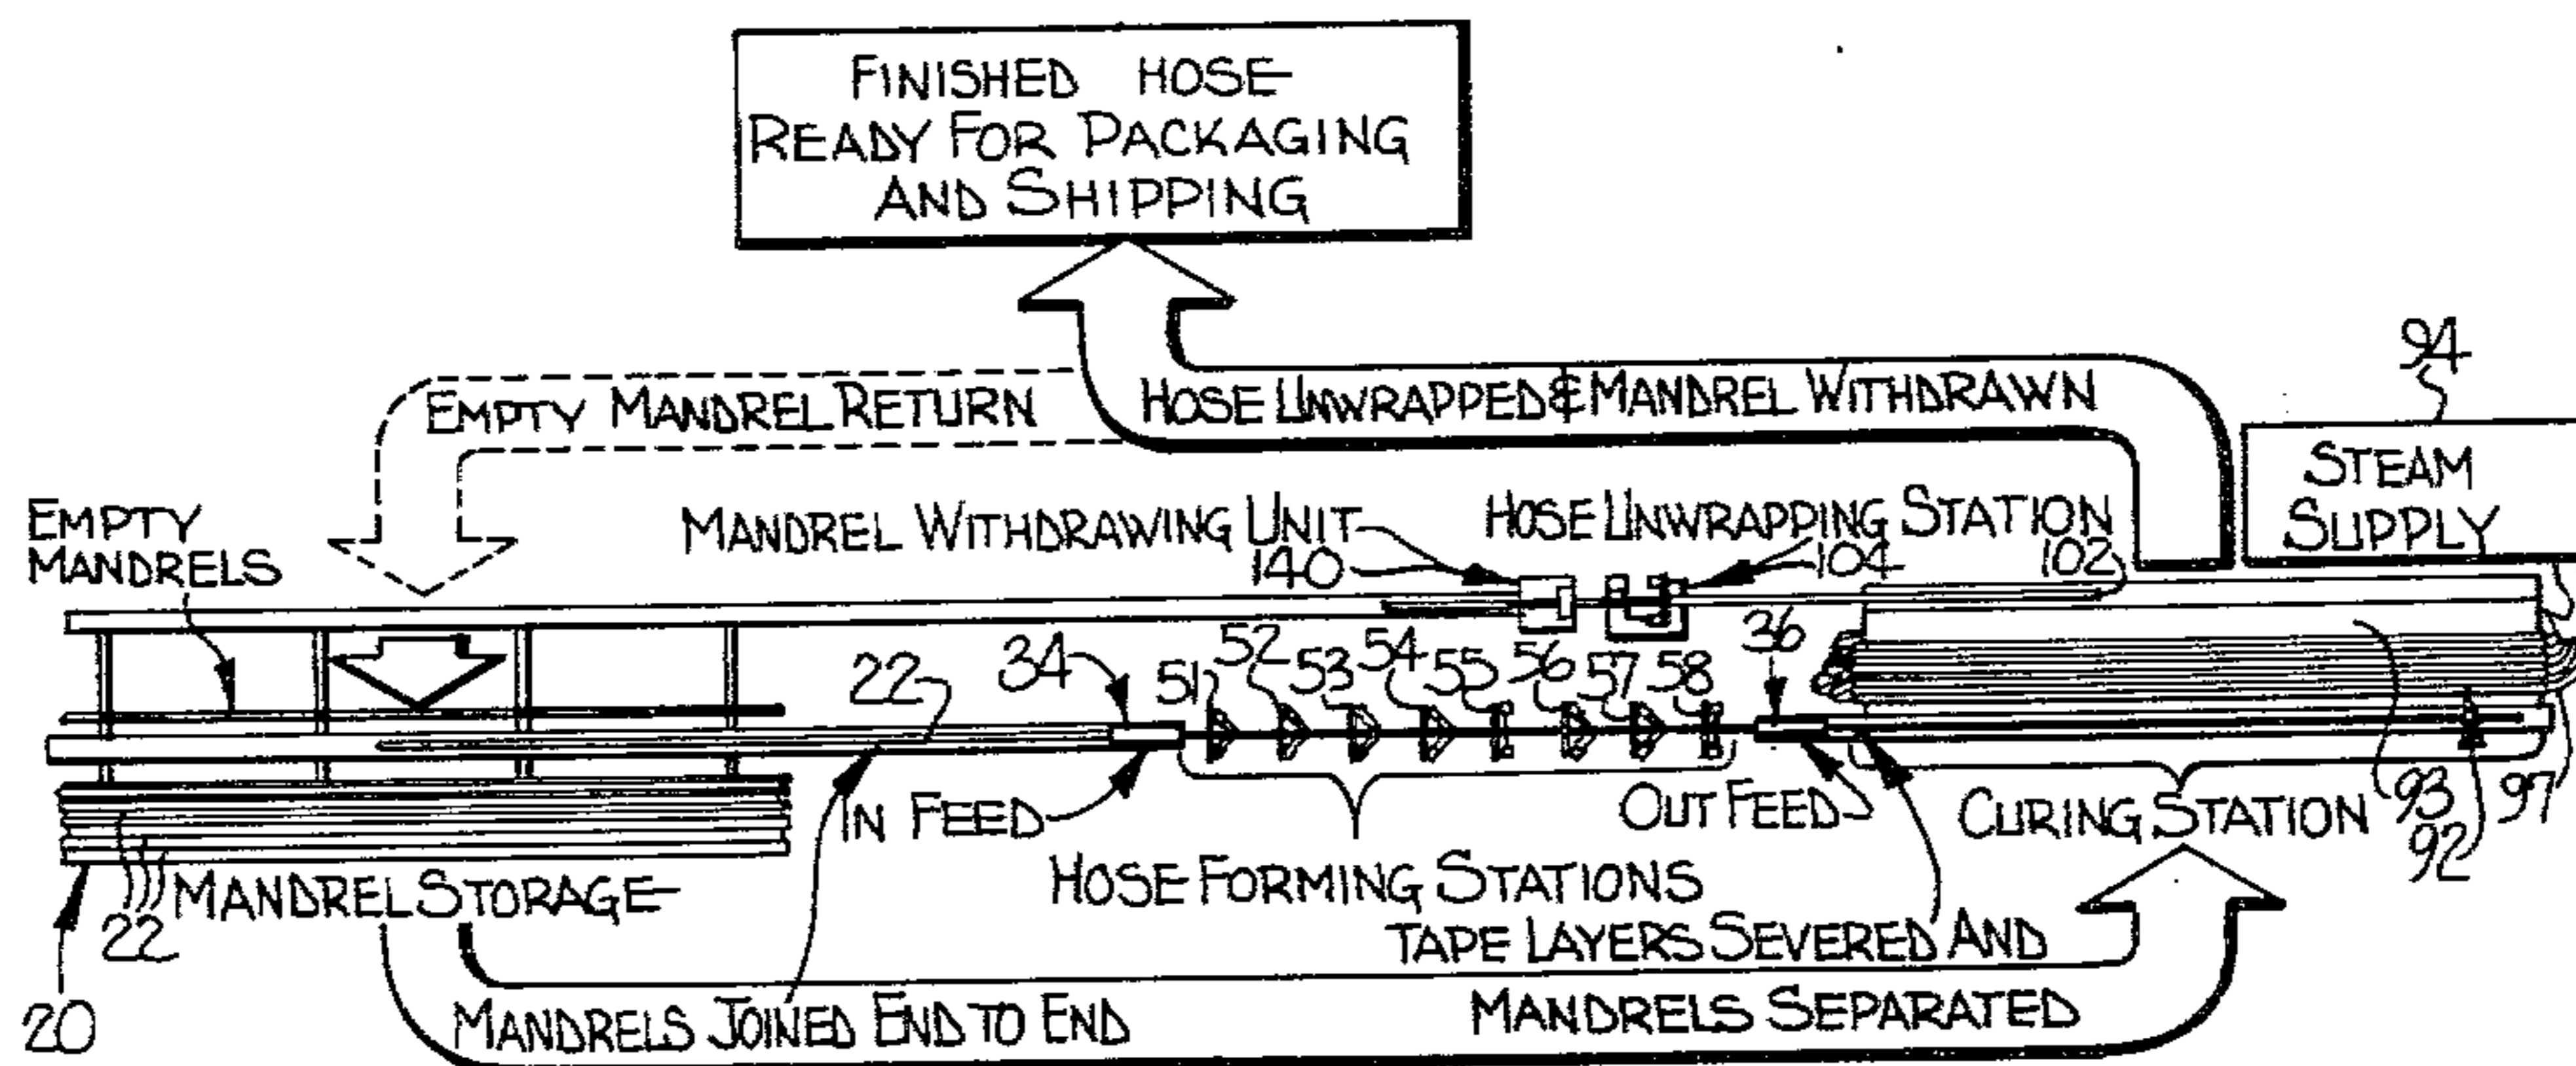 FINISHED HOSE
READY FOR PACKAGING
AND SHIPPING
94
EMPTY MANDREL RETURN
HOSE UNWRAPPED & MANDREL WITHDRAWN
STEAM
SUPPLY
EMPTY
MANDRELS
MANDREL WITHDRAWING UNIT
140
HOSE UNWRAPPING STATION
104
102
34
22
51
52
53
54
55
56
57
58
36
IN FEED
OUT FEED
CURING STATION
93
92
97
HOSE FORMING STATIONS
MANDREL STORAGE
22
20
TAPE LAYERS SEVERED AND
MANDRELS SEPARATED
MANDRELS JOINED END TO END